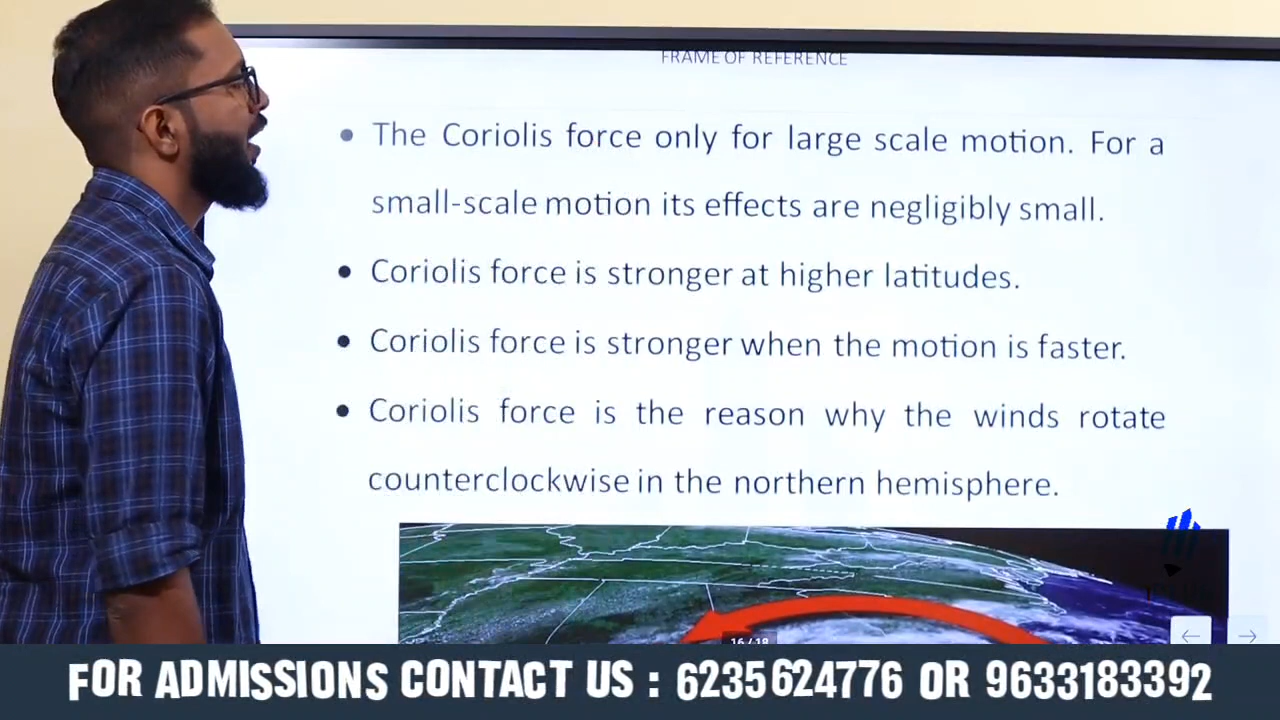 FRAME OF REFERENCE
• The Coriolis force only for large scale motion. For a
small-scale motion its effects are negligibly small.
• Coriolis force is stronger at higher latitudes.
• Coriolis force is stronger when the motion is faster.
• Coriolis force is the reason why the winds rotate
counterclockwise in the northern hemisphere.
16 / 18
FOR ADMISSIONS CONTACT US : 6235624776 OR 9633183392